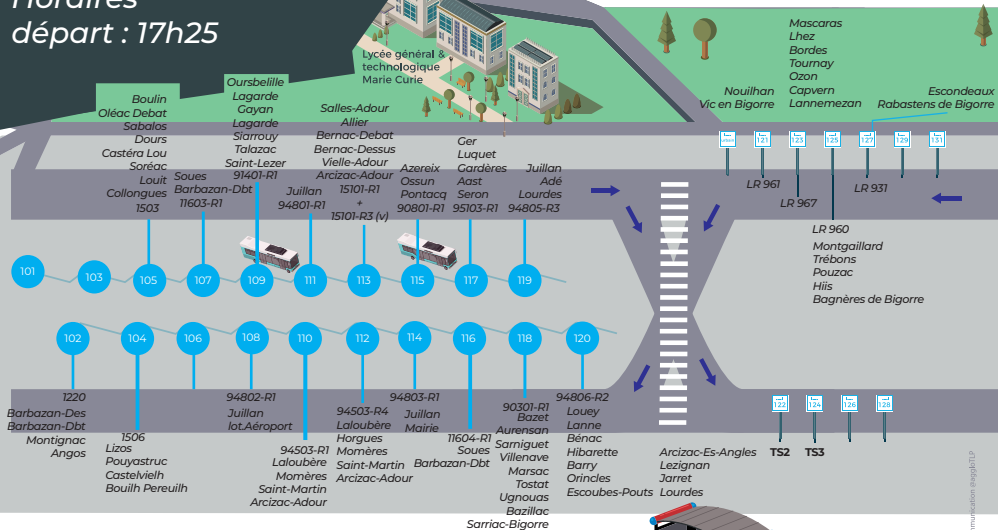 Horaires
départ : 17h25
Lycée général &
technologique
Marie Curie
Boulin
Oléac Debat
Sabalos
Dours
Castéra Lou
Soréac
Louit
Collongues
1503
Soues
Barbazan-Dbt
11603-R1
Oursbelille
Lagarde
Gayan
Lagarde
Siarrouy
Talazac
Saint-Lezer
91401-R1
Juillan
94801-R1
Salles-Adour
Allier
Bernac-Debat
Bernac-Dessus
Vielle-Adour
Arcizac-Adour
15101-R1
+
15101-R3 (v)
Azereix
Ossun
Pontacq
90801-R1
Ger
Luquet
Gardères
Aast
Seron
95103-R1
Juillan
Adé
Lourdes
94805-R3
Nouilhan
Vic en Bigorre
Mascaras
Lhez
Bordes
Tournay
Ozon
Capvern
Lannemezan
Escondeaux
Rabastens de Bigorre
121
123
125
127
129
131
LR 961
LR 967
LR 931
LR 960
Montgaillard
Trébons
Pouzac
Hiis
Bagnères de Bigorre
101
103
105
107
109
111
113
115
117
119
102
104
106
108
110
112
114
116
118
120
1220
Barbazan-Des
Barbazan-Dbt
Montignac
Angos
1506
Lizos
Pouyastruc
Castelvielh
Bouilh Pereuilh
94802-R1
Juillan
lot.Aéroport
94503-R1
Laloubère
Momères
Saint-Martin
Arcizac-Adour
94503-R4
Laloubère
Horgues
Momères
Saint-Martin
Arcizac-Adour
94803-R1
Juillan
Mairie
11604-R1
Soues
Barbazan-Dbt
90301-R1
Bazet
Aurensan
Sarniguet
Villenave
Marsac
Tostat
Ugnouas
Bazillac
Sarriac-Bigorre
94806-R2
Louey
Lanne
Bénac
Hibarette
Barry
Orincles
Escoubes-Pouts
Arcizac-Es-Angles
Lezignan
Jarret
Lourdes
122
124
126
128
TS2
TS3